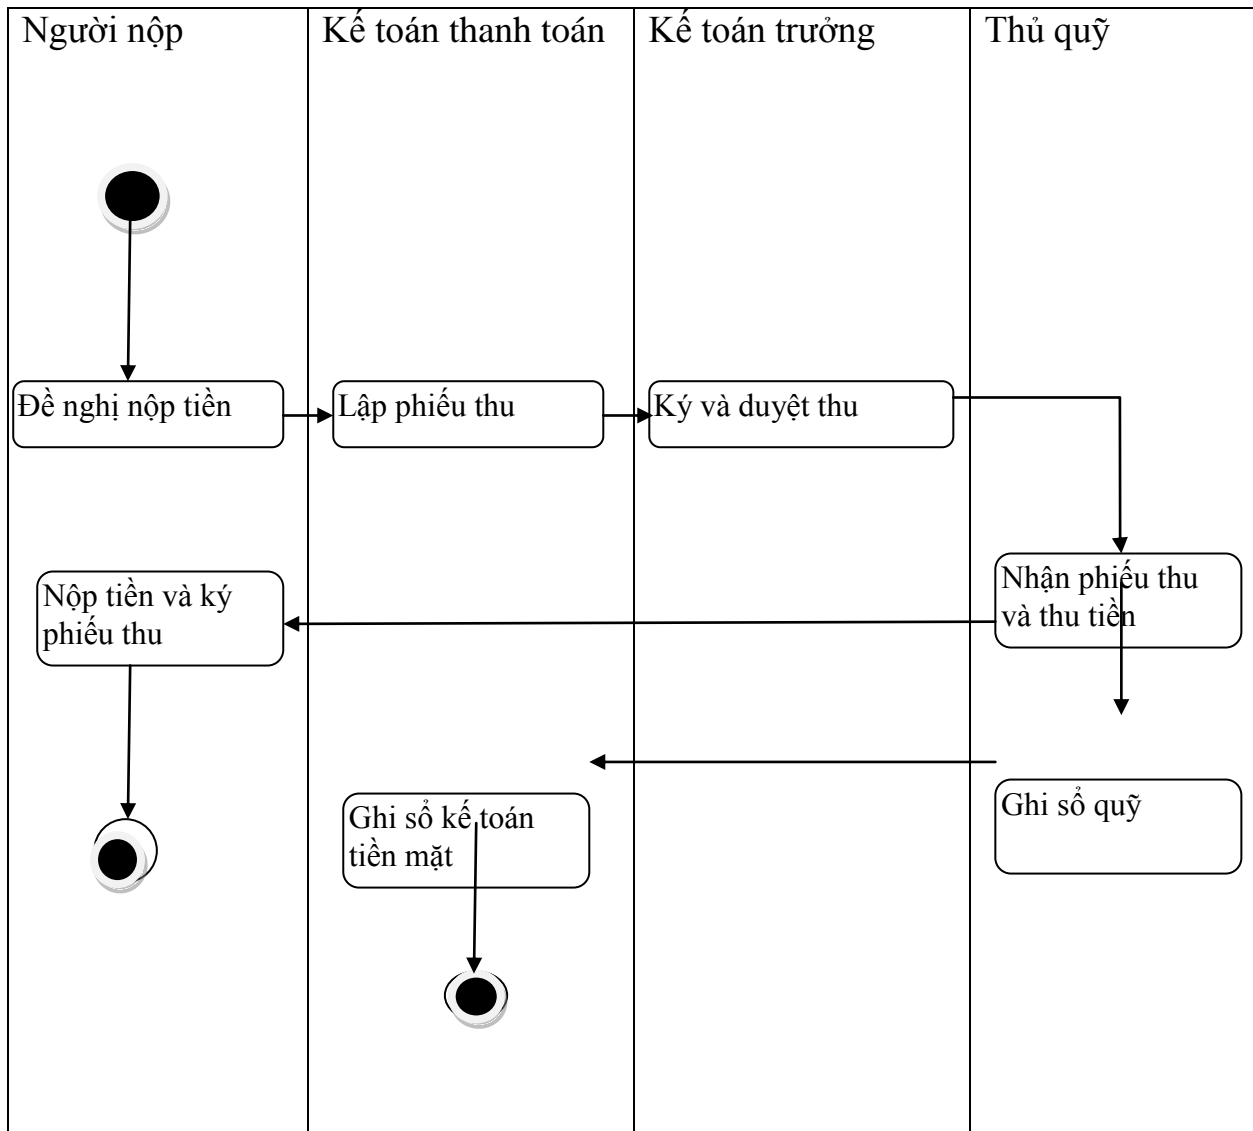 Người nộp
Kế toán thanh toán
Kế toán trưởng
Thủ quỹ
Đề nghị nộp tiền
Lập phiếu thu
Ký và duyệt thu
Nhận phiếu thu
và thu tiền
Nộp tiền và ký
phiếu thu
Ghi sổ kế toán
tiền mặt
Ghi sổ quỹ